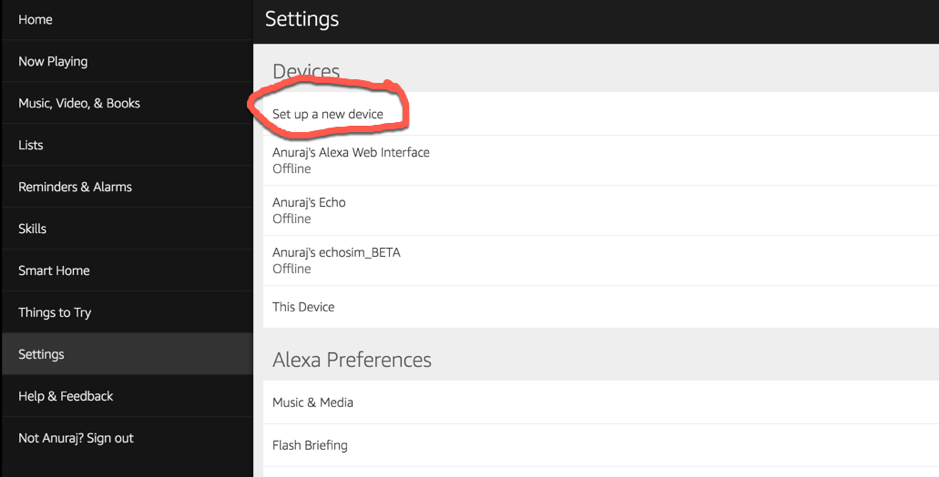 Home
Now Playing
Music, Video, & Books
Lists
Reminders & Alarms
Skills
Smart Home
Things to Try
Settings
Help & Feedback
Not Anuraj? Sign out
Settings
Devices
Set up a new device
Anuraj's Alexa Web Interface
Offline
Anuraj's Echo
Offline
Anuraj's echosim_BETA
Offline
This Device
Alexa Preferences
Music & Media
Flash Briefing